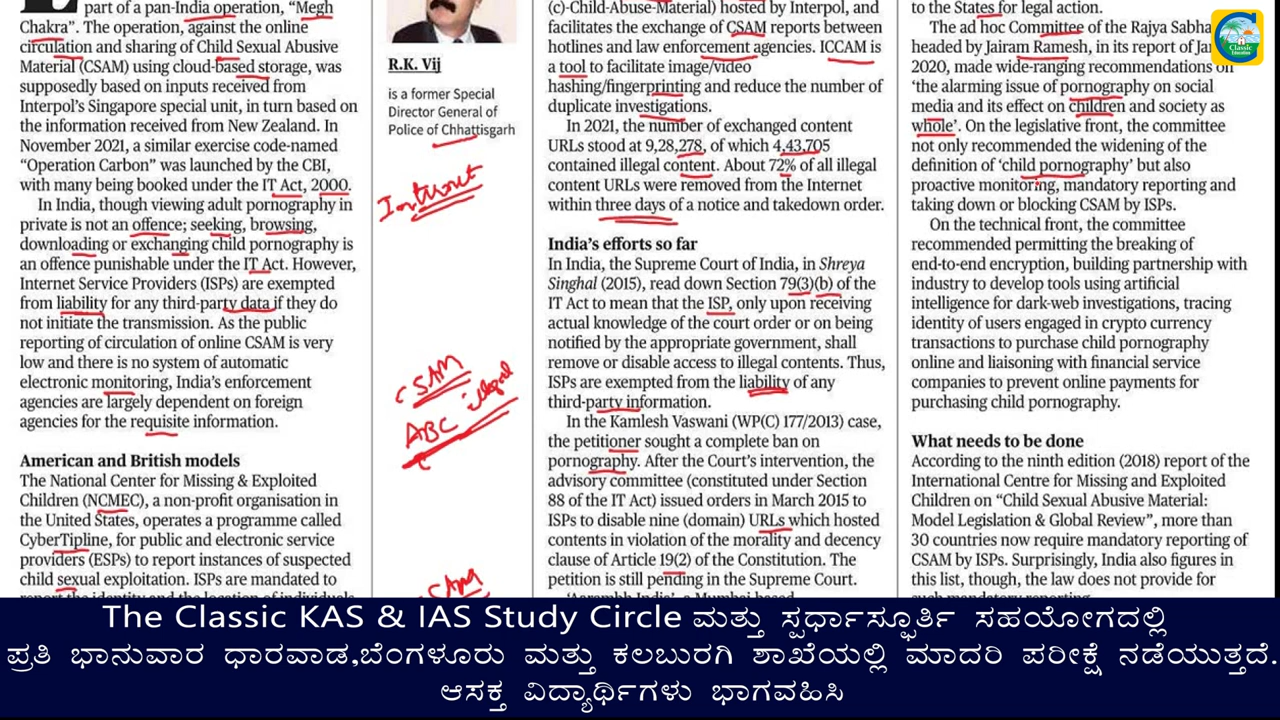 part of a pan-India operation, “Megh
Chakra”. The operation, against the online
circulation and sharing of Child Sexual Abusive
Material (CSAM) using cloud-based storage, was
supposedly based on inputs received from
Interpol’s Singapore special unit, in turn based on
the information received from New Zealand. In
November 2021, a similar exercise code-named
“Operation Carbon” was launched by the CBI,
with many being booked under the IT Act, 2000.
In India, though viewing adult pornography in
private is not an offence; seeking, browsing,
downloading or exchanging child pornography is
an offence punishable under the IT Act. However,
Internet Service Providers (ISPs) are exempted
from liability for any third-party data if they do
not initiate the transmission. As the public
reporting of circulation of online CSAM is very
low and there is no system of automatic
electronic monitoring, India’s enforcement
agencies are largely dependent on foreign
agencies for the requisite information.
American and British models
The National Center for Missing & Exploited
Children (NCMEC), a non-profit organisation in
the United States, operates a programme called
CyberTipline, for public and electronic service
providers (ESPs) to report instances of suspected
child sexual exploitation. ISPs are mandated to
report the identity and the location of individuals
R.K. Vij
is a former Special
Director General of
Police of Chhattisgarh
CSAM
ABC illegal
CSAM
(c)-Child-Abuse-Material) hosted by Interpol, and
facilitates the exchange of CSAM reports between
hotlines and law enforcement agencies. ICCAM is
a tool to facilitate image/video
hashing/fingerprinting and reduce the number of
duplicate investigations.
In 2021, the number of exchanged content
URLs stood at 9,28,278, of which 4,43,705
contained illegal content. About 72% of all illegal
content URLs were removed from the Internet
within three days of a notice and takedown order.
India’s efforts so far
In India, the Supreme Court of India, in Shreya
Singhal (2015), read down Section 79(3)(b) of the
IT Act to mean that the ISP, only upon receiving
actual knowledge of the court order or on being
notified by the appropriate government, shall
remove or disable access to illegal contents. Thus,
ISPs are exempted from the liability of any
third-party information.
In the Kamlesh Vaswani (WP(C) 177/2013) case,
the petitioner sought a complete ban on
pornography. After the Court’s intervention, the
advisory committee (constituted under Section
88 of the IT Act) issued orders in March 2015 to
ISPs to disable nine (domain) URLs which hosted
contents in violation of the morality and decency
clause of Article 19(2) of the Constitution. The
petition is still pending in the Supreme Court.
‘Aarambh India’, a Mumbai-based
to the States for legal action.
The ad hoc Committee of the Rajya Sabha
headed by Jairam Ramesh, in its report of
2020, made wide-ranging recommendations on
‘the alarming issue of pornography on social
media and its effect on children and society as
whole’. On the legislative front, the committee
not only recommended the widening of the
definition of ‘child pornography’ but also
proactive monitoring, mandatory reporting and
taking down or blocking CSAM by ISPs.
On the technical front, the committee
recommended permitting the breaking of
end-to-end encryption, building partnership with
industry to develop tools using artificial
intelligence for dark-web investigations, tracing
identity of users engaged in crypto currency
transactions to purchase child pornography
online and liaisoning with financial service
companies to prevent online payments for
purchasing child pornography.
What needs to be done
According to the ninth edition (2018) report of the
International Centre for Missing and Exploited
Children on “Child Sexual Abusive Material:
Model Legislation & Global Review”, more than
30 countries now require mandatory reporting of
CSAM by ISPs. Surprisingly, India also figures in
this list, though, the law does not provide for
such mandatory reporting.
Classic
Education
The Classic KAS & IAS Study Circle ಮತ್ತು ಸ್ಪರ್ಧಾಸ್ಫೂರ್ತಿ ಸಹಯೋಗದಲ್ಲಿ
ಪ್ರತಿ ಭಾನುವಾರ ಧಾರವಾಡ,ಬೆಂಗಳೂರು ಮತ್ತು ಕಲಬುರಗಿ ಶಾಖೆಯಲ್ಲಿ ಮಾದರಿ ಪರೀಕ್ಷೆ ನಡೆಯುತ್ತದೆ.
ಆಸಕ್ತ ವಿದ್ಯಾರ್ಥಿಗಳು ಭಾಗವಹಿಸಿ